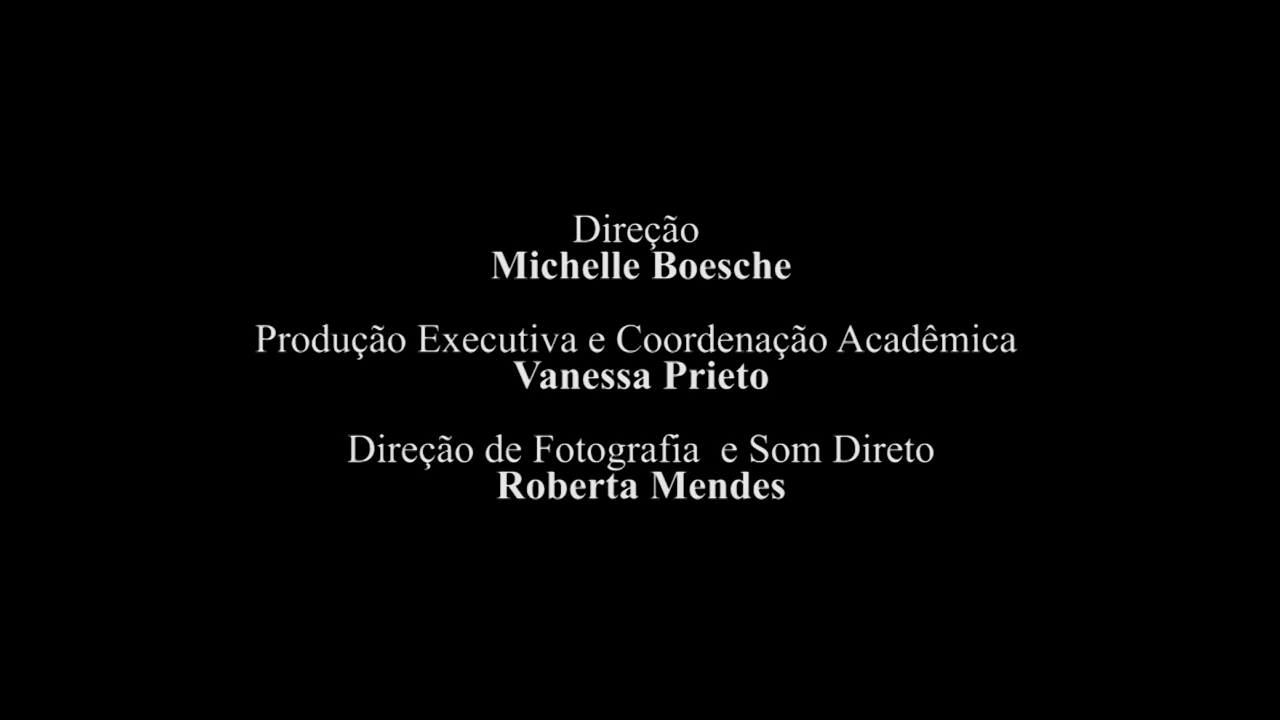 Direção
Michelle Boesche
Produção Executiva e Coordenação Acadêmica
Vanessa Prieto
Direção de Fotografia  e Som Direto
Roberta Mendes